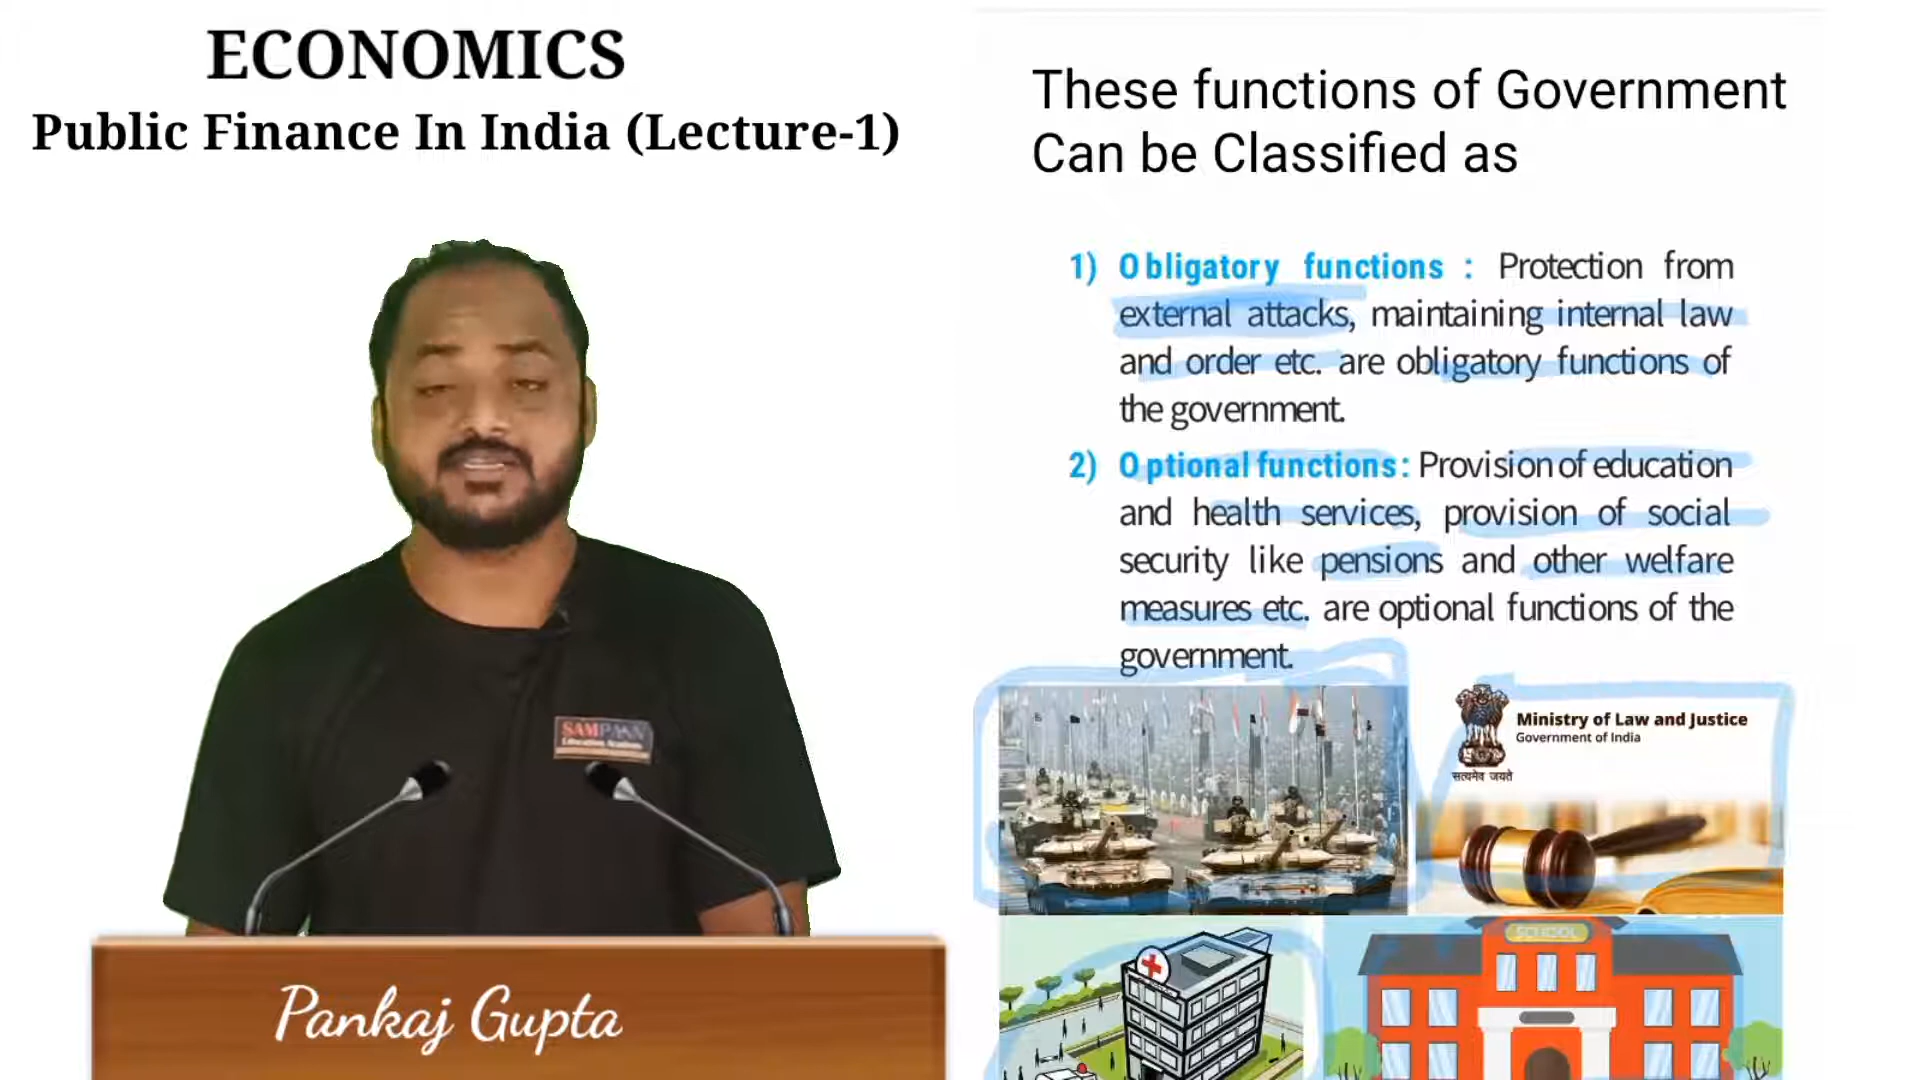 ECONOMICS
Public Finance In India (Lecture-1)
These functions of Government
Can be Classified as
1) Obligatory functions : Protection from
external attacks, maintaining internal law
and order etc. are obligatory functions of
the government.
2) Optional functions: Provision of education
and health services, provision of social
security like pensions and other welfare
measures etc. are optional functions of the
government.
Ministry of Law and Justice
Government of India
सत्यमेव जयते
SCHOOL
SAMPANN
Education Academy
Pankaj Gupta